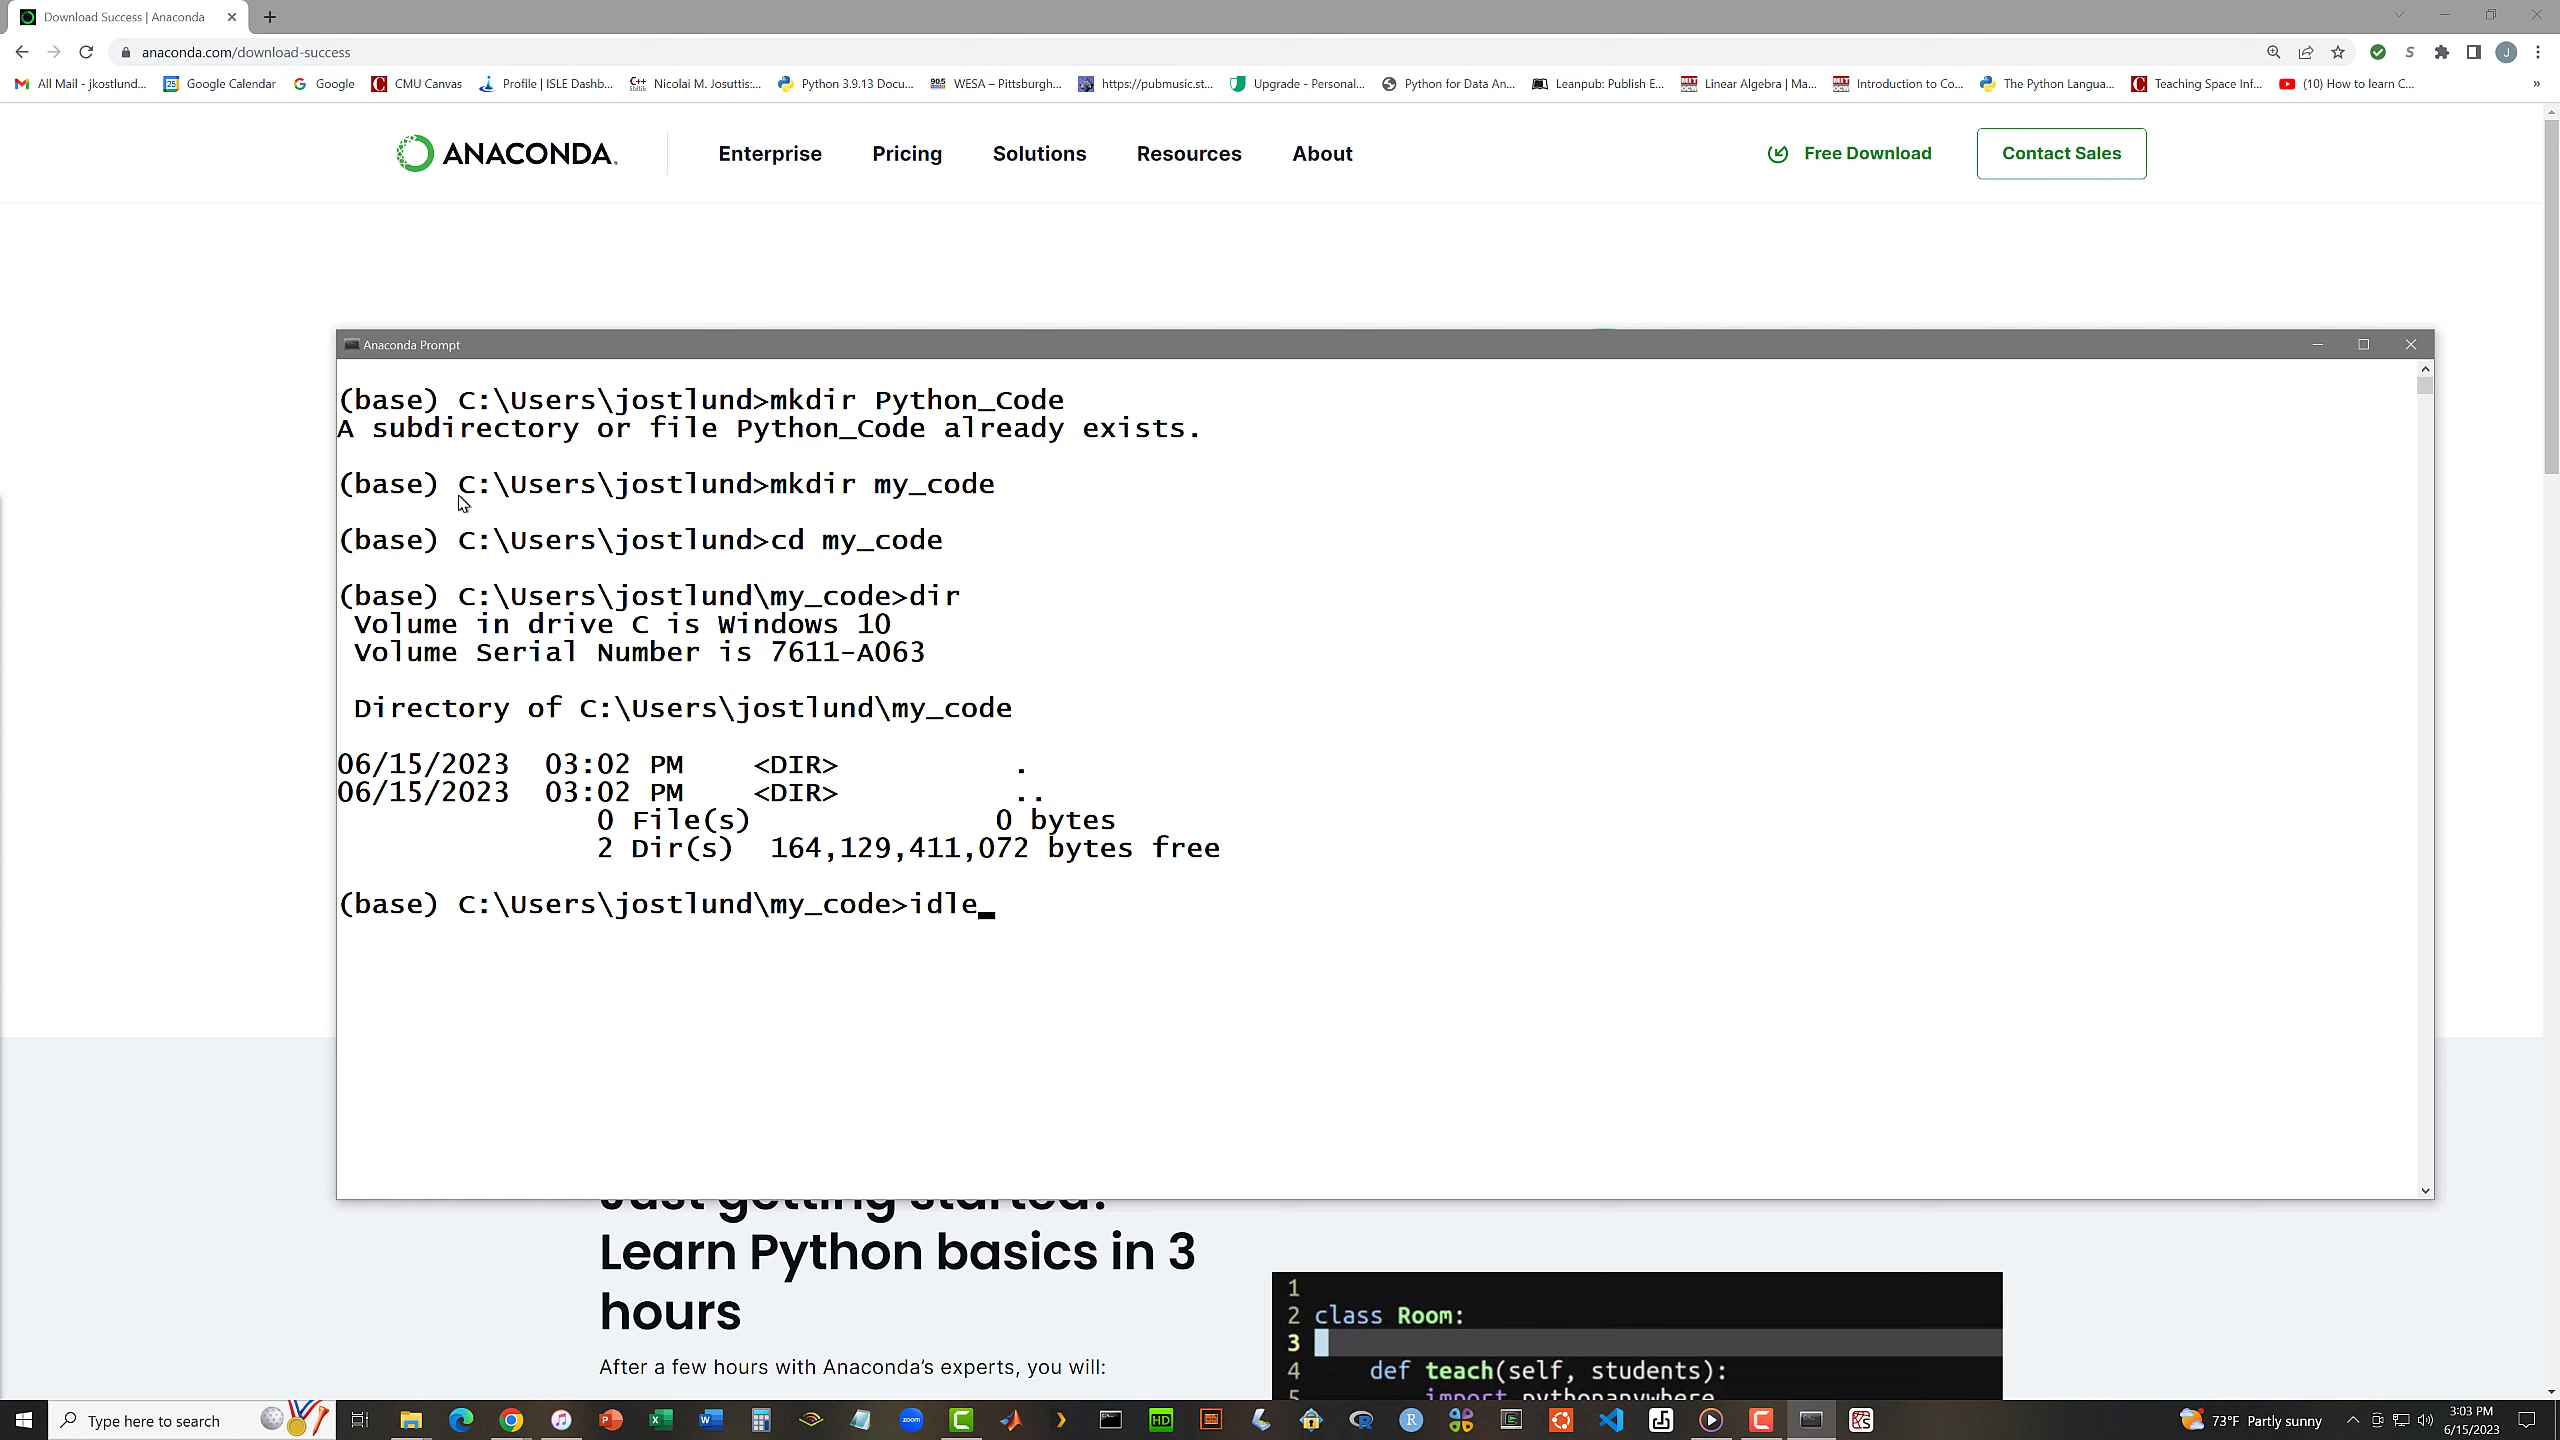 Download Success | Anaconda
anaconda.com/download-success
All Mail - jkostlund...
Google Calendar
Google
CMU Canvas
Profile | ISLE Dashb...
Nicolai M. Josuttis:...
Python 3.9.13 Docu...
WESA – Pittsburgh...
https://pubmusic.st...
Upgrade - Personal...
Python for Data An...
Leanpub: Publish E...
Linear Algebra | Ma...
Introduction to Co...
The Python Langua...
Teaching Space Inf...
(10) How to learn C...
»
ANACONDA.
Enterprise
Pricing
Solutions
Resources
About
Free Download
Contact Sales
Anaconda Prompt
(base) C:\Users\jostlund>mkdir Python_Code
A subdirectory or file Python_Code already exists.
(base) C:\Users\jostlund>mkdir my_code
(base) C:\Users\jostlund>cd my_code
(base) C:\Users\jostlund\my_code>dir
Volume in drive C is Windows 10
Volume Serial Number is 7611-A063
Directory of C:\Users\jostlund\my_code
06/15/2023 03:02 PM <DIR> .
06/15/2023 03:02 PM <DIR> ..
0 File(s) 0 bytes
2 Dir(s) 164,129,411,072 bytes free
(base) C:\Users\jostlund\my_code>idle_
Just getting started?
Learn Python basics in 3
hours
After a few hours with Anaconda's experts, you will:
1
2 class Room:
3
4 def teach(self, students):
5 import pythonanywhere
Type here to search
zoom
HD
R
73°F Partly sunny
3:03 PM
6/15/2023